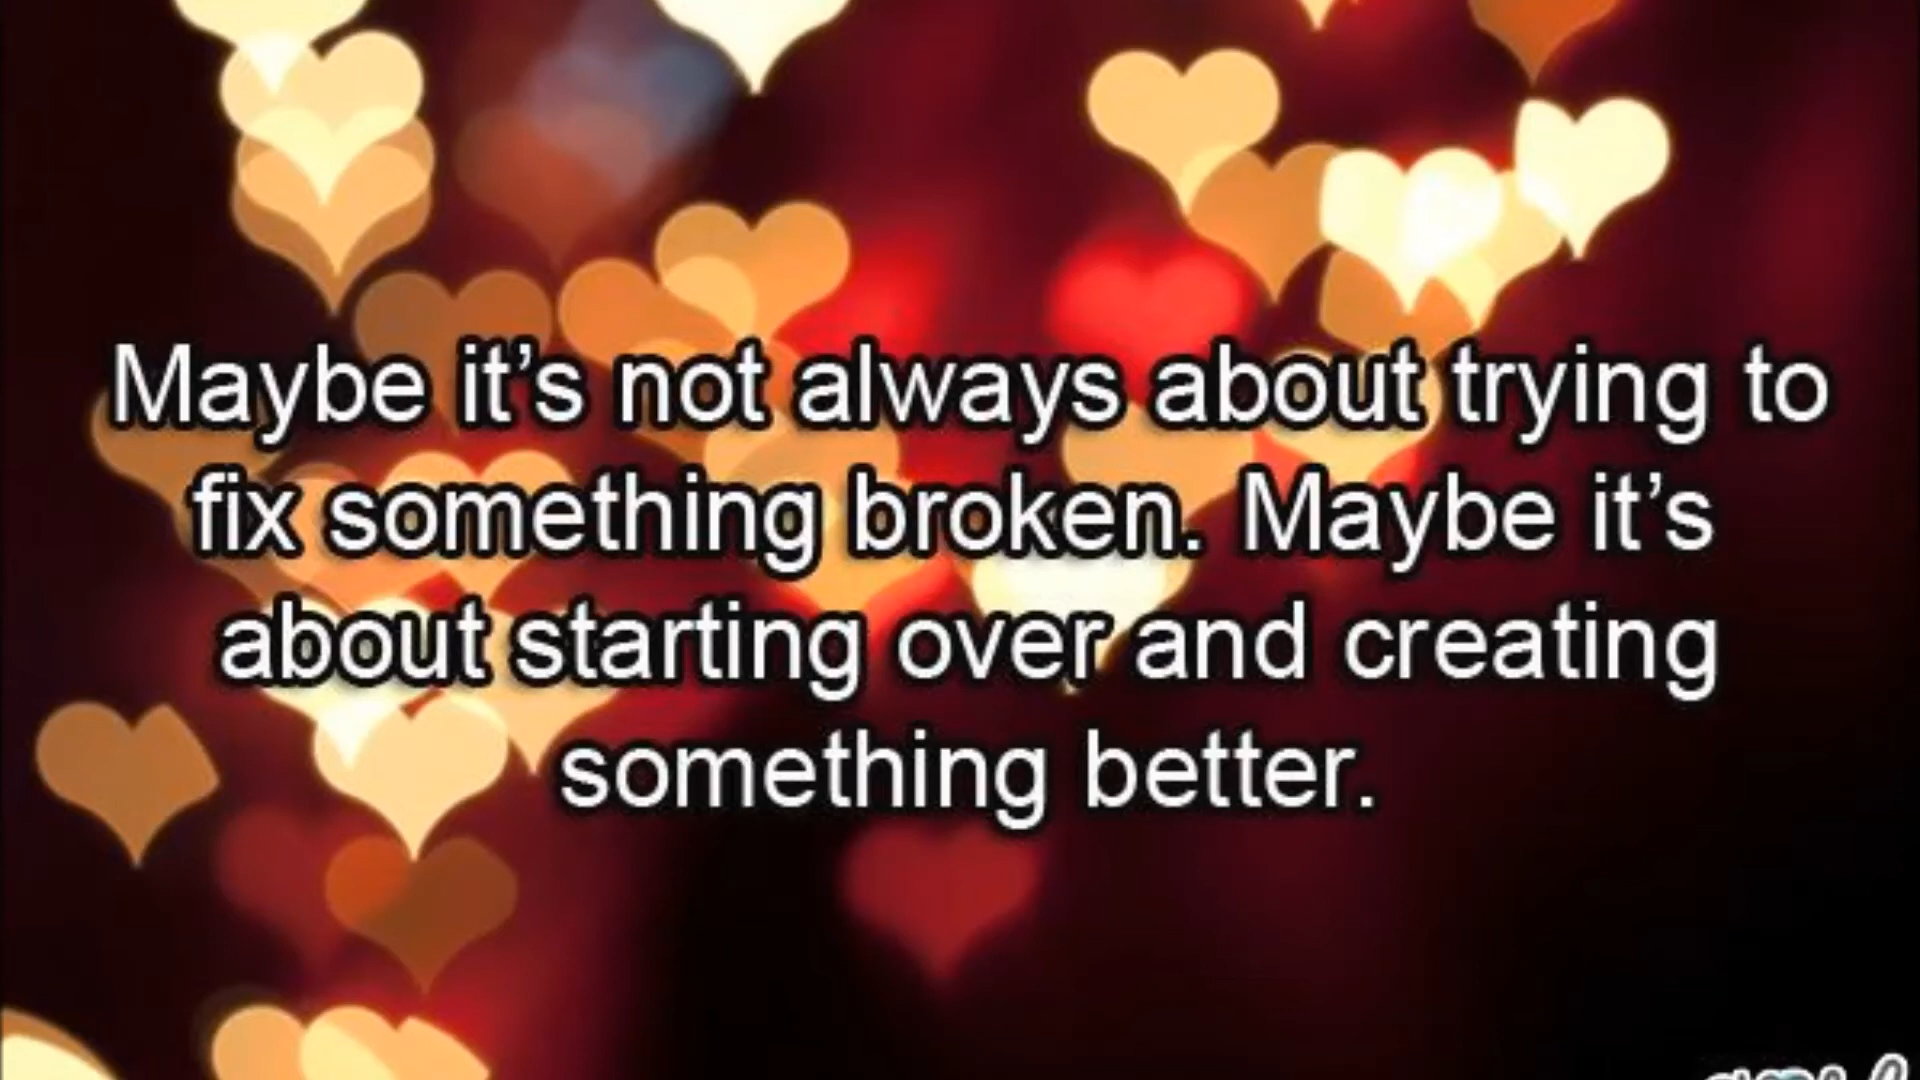 Maybe it’s not always about trying to
fix something broken. Maybe it’s
about starting over and creating
something better.